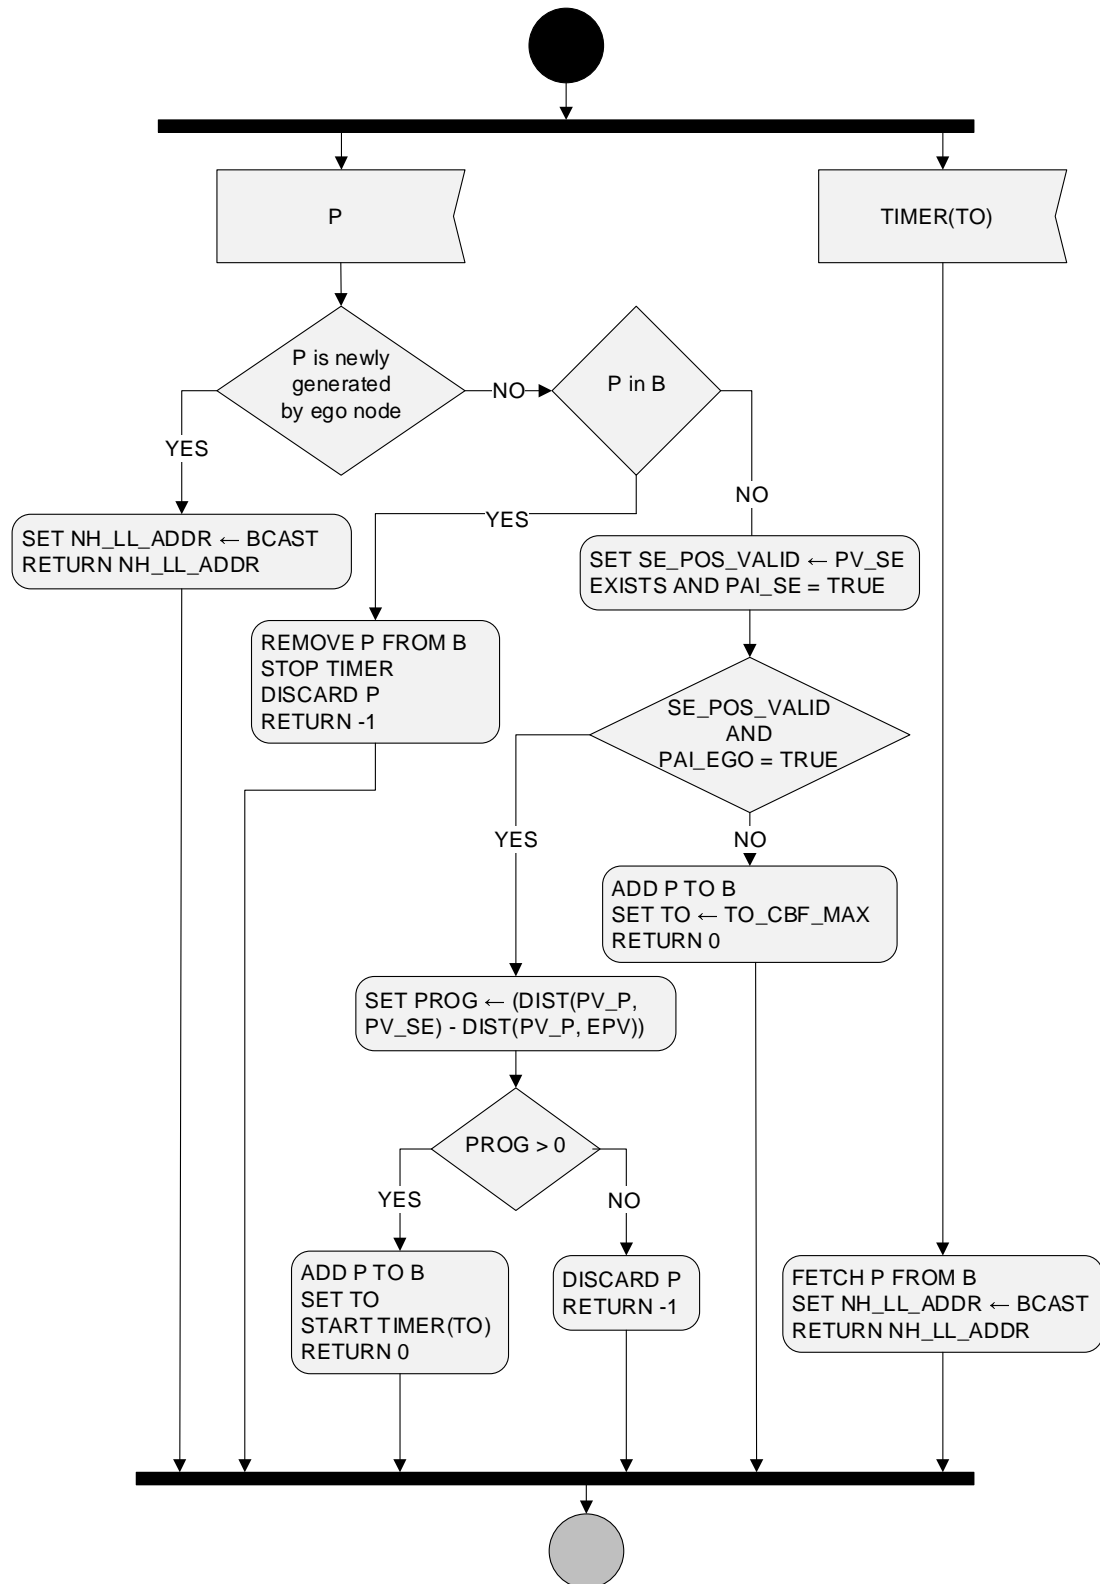 P
TIMER(TO)
P is newly
generated
by ego node
NO
P in B
YES
NO
YES
SET NH_LL_ADDR ← BCAST
RETURN NH_LL_ADDR
SET SE_POS_VALID ← PV_SE
EXISTS AND PAI_SE = TRUE
REMOVE P FROM B
STOP TIMER
DISCARD P
RETURN -1
SE_POS_VALID
AND
PAI_EGO = TRUE
YES
NO
ADD P TO B
SET TO ← TO_CBF_MAX
RETURN 0
SET PROG ← (DIST(PV_P,
PV_SE) - DIST(PV_P, EPV))
PROG > 0
YES
NO
ADD P TO B
SET TO
START TIMER(TO)
RETURN 0
DISCARD P
RETURN -1
FETCH P FROM B
SET NH_LL_ADDR ← BCAST
RETURN NH_LL_ADDR